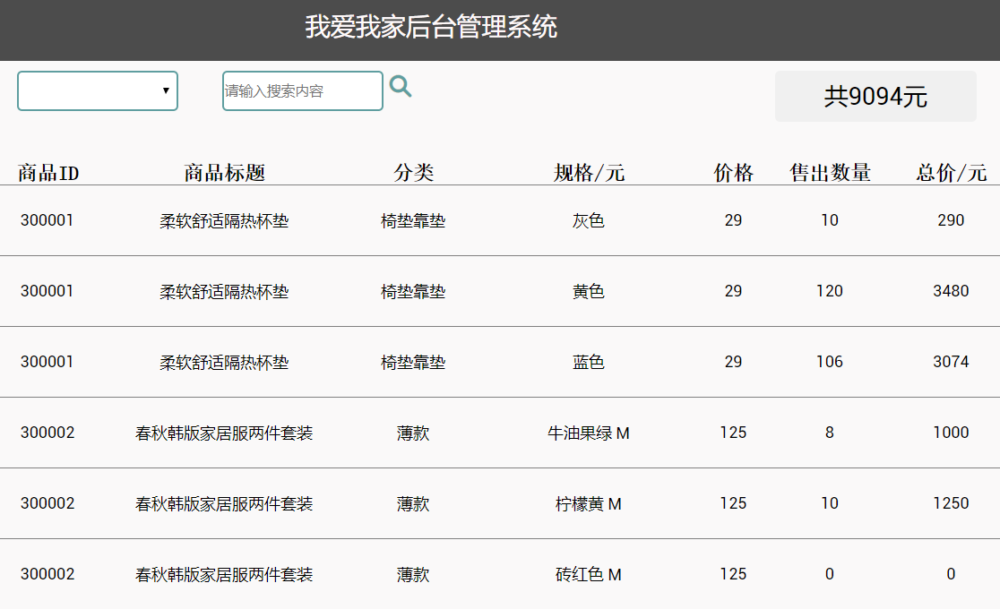 我爱我家后台管理系统
请输入搜索内容
共9094元
商品ID 商品标题 分类 规格/元 价格 售出数量 总价/元
300001 柔软舒适隔热杯垫 椅垫靠垫 灰色 29 10 290
300001 柔软舒适隔热杯垫 椅垫靠垫 黄色 29 120 3480
300001 柔软舒适隔热杯垫 椅垫靠垫 蓝色 29 106 3074
300002 春秋韩版家居服两件套装 薄款 牛油果绿 M 125 8 1000
300002 春秋韩版家居服两件套装 薄款 柠檬黄 M 125 10 1250
300002 春秋韩版家居服两件套装 薄款 砖红色 M 125 0 0